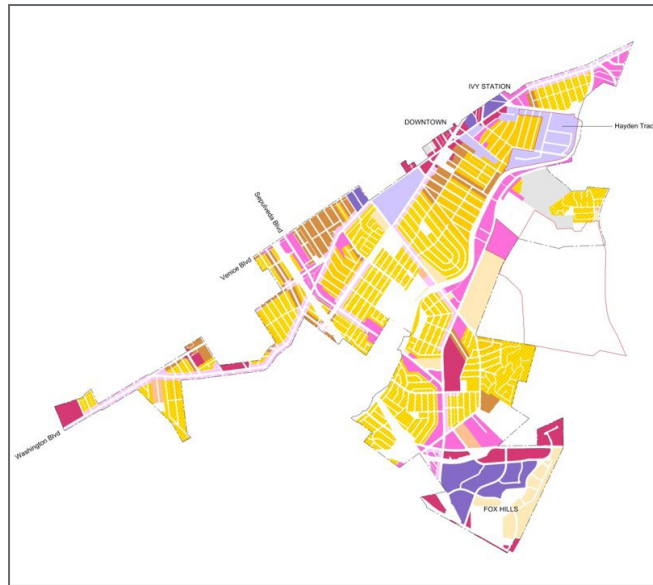 IVY STATION
DOWNTOWN
Hayden Trac
Sepulveda Blvd
Venice Blvd
Washington Blvd
FOX HILLS